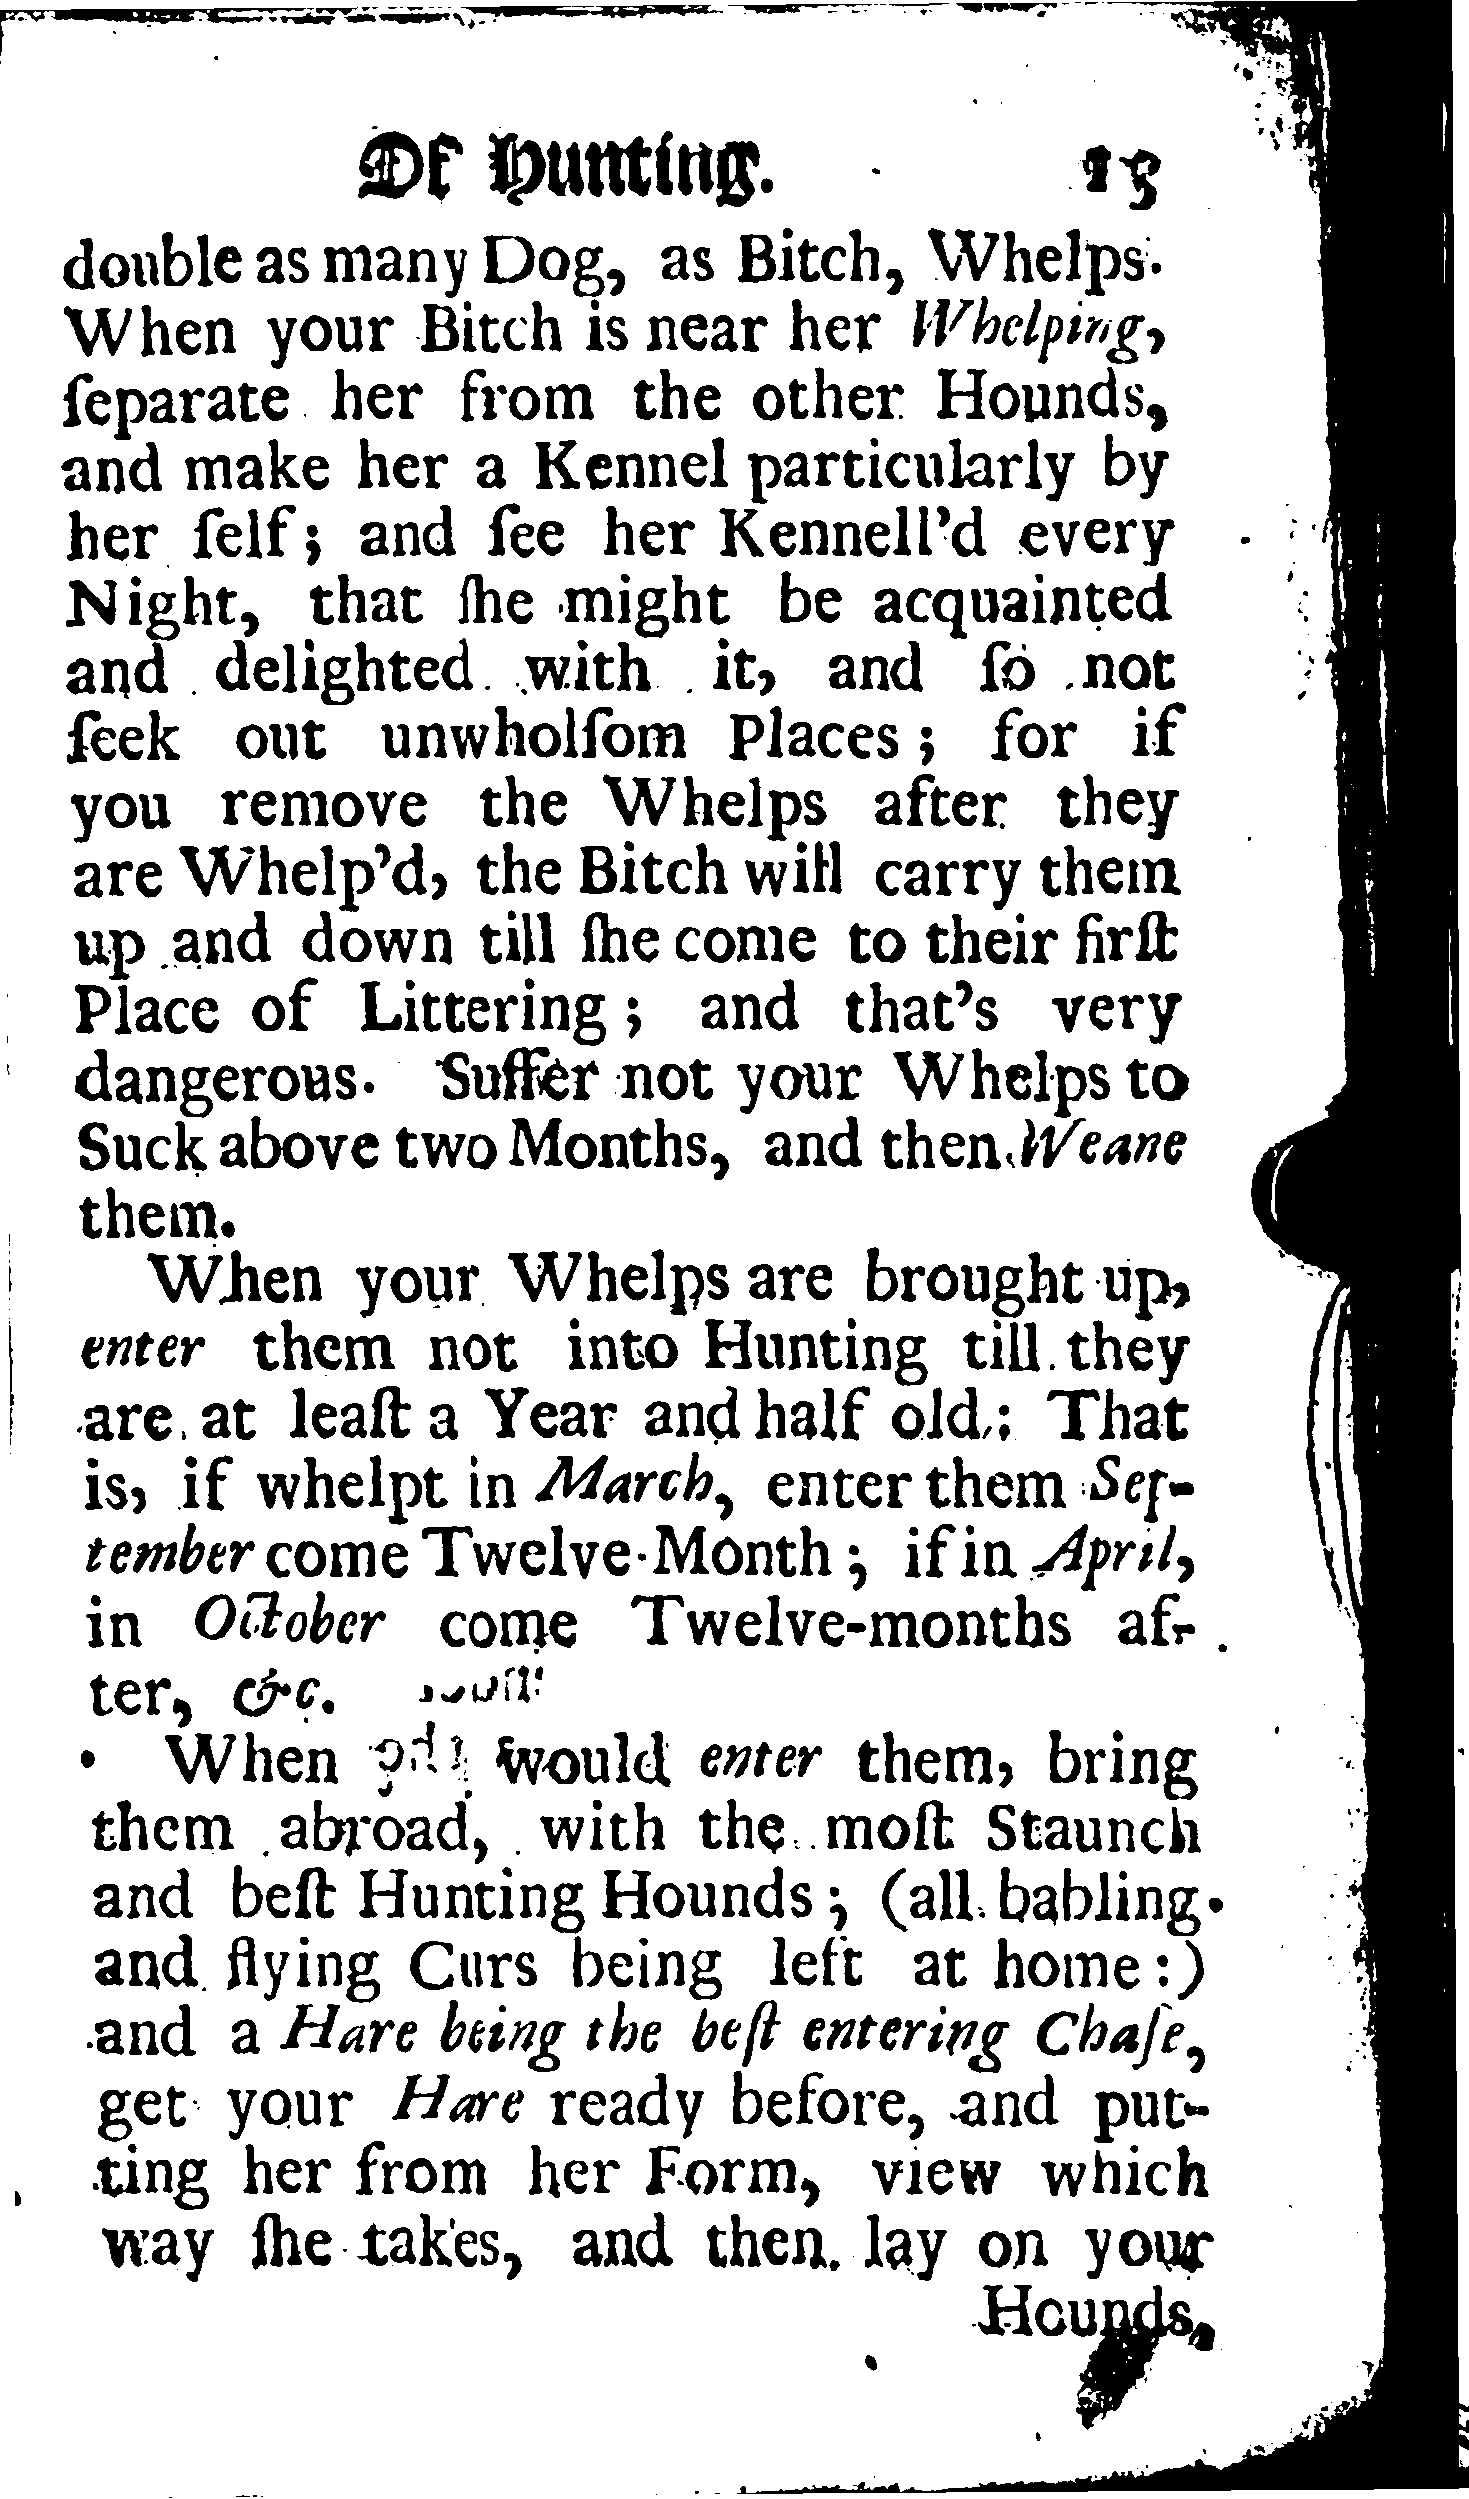 Of Hunting. 13
double as many Dog, as Bitch, Whelps.
When your Bitch is near her Whelping,
ſeparate her from the other Hounds,
and make her a Kennel particularly by
her ſelf; and ſee her Kennell'd every
Night, that ſhe might be acquainted
and delighted with it, and ſo not
ſeek out unwholſom Places; for if
you remove the Whelps after they
are Whelp'd, the Bitch will carry them
up and down till ſhe come to their firſt
Place of Littering; and that's very
dangerous. Suffer not your Whelps to
Suck above two Months, and then Weane
them.
When your Whelps are brought up,
enter them not into Hunting till they
are at leaſt a Year and half old: That
is, if whelpt in March, enter them Sep-
tember come Twelve-Month; if in April,
in October come Twelve-months af-
ter, &c.
When would enter them, bring
them abroad, with the moſt Staunch
and beſt Hunting Hounds; (all babling
and flying Curs being left at home:)
and a Hare being the beſt entering Chaſe,
get your Hare ready before, and put-
ting her from her Form, view which
way ſhe takes, and then lay on your
Hounds,